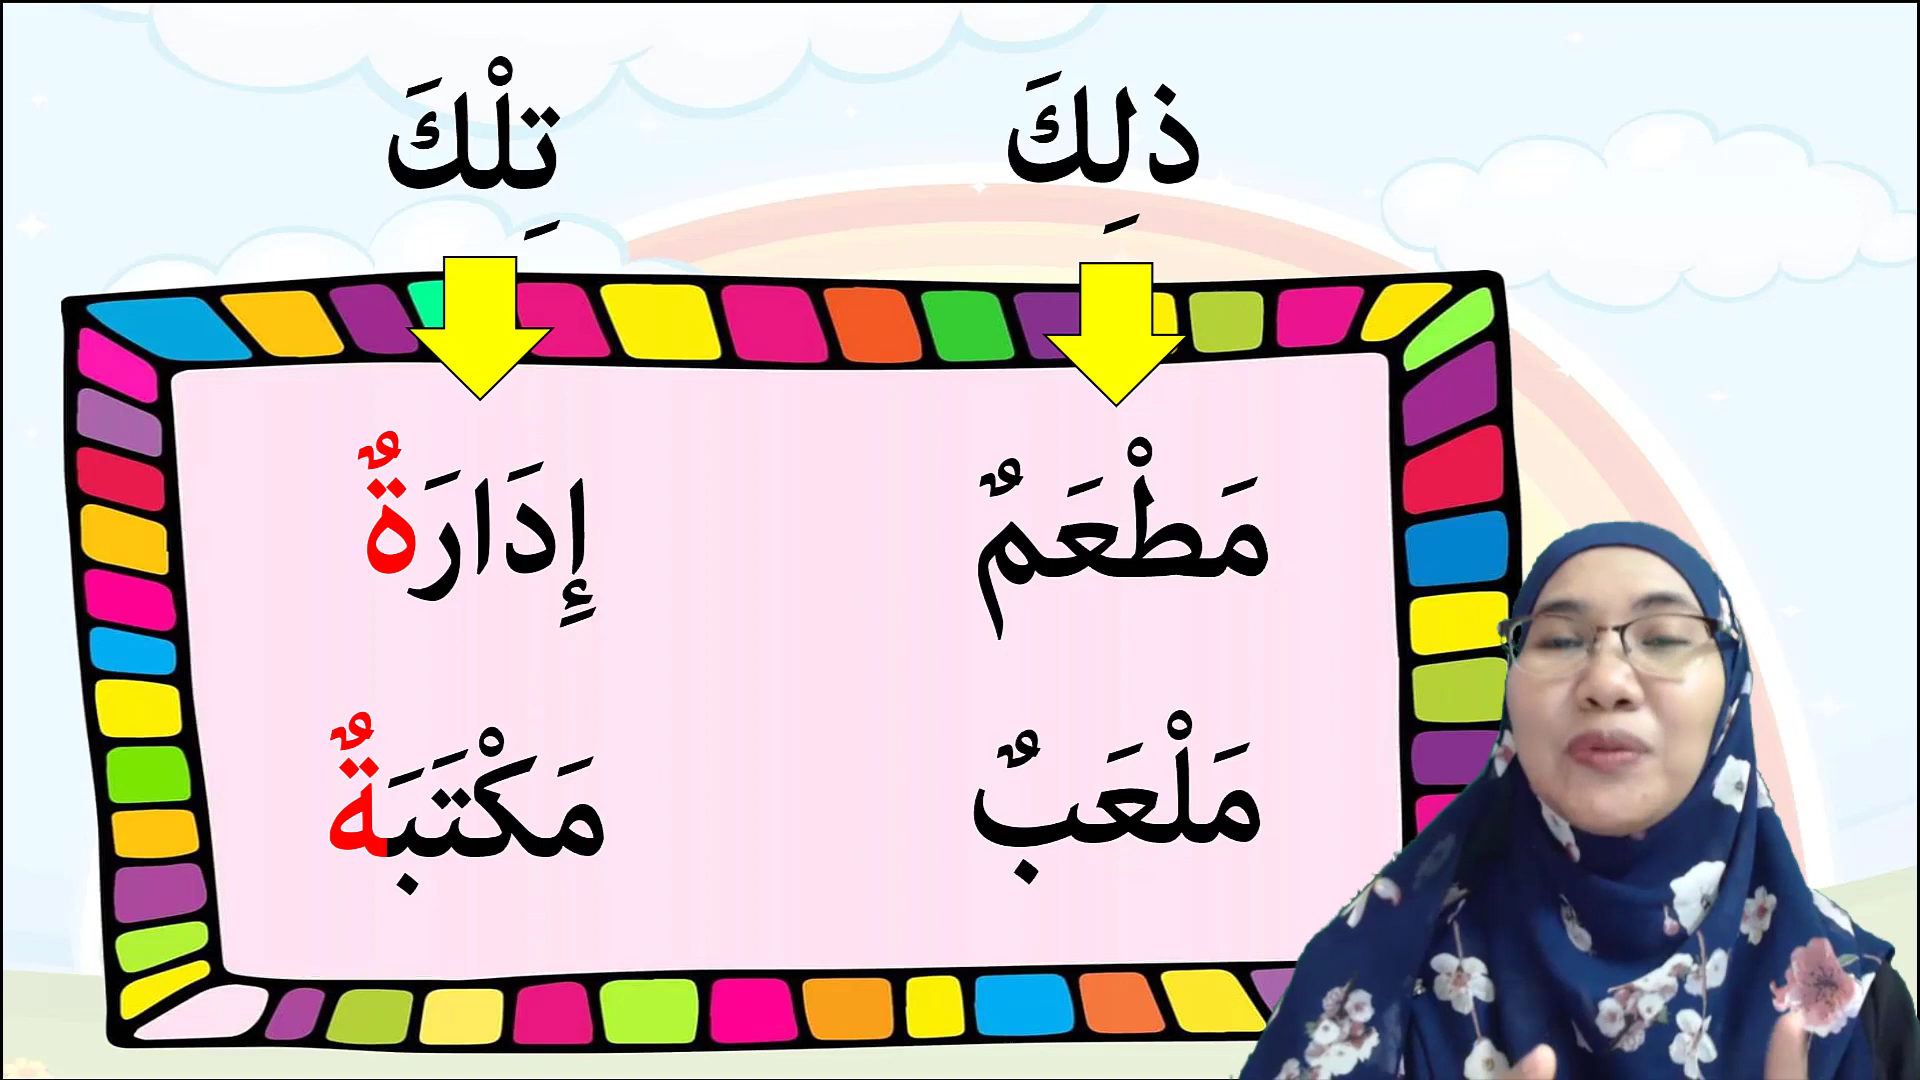 ذلِكَ تِلْكَ
مَطْعَمٌ إِدَارَةٌ
مَلْعَبٌ مَكْتَبَةٌ